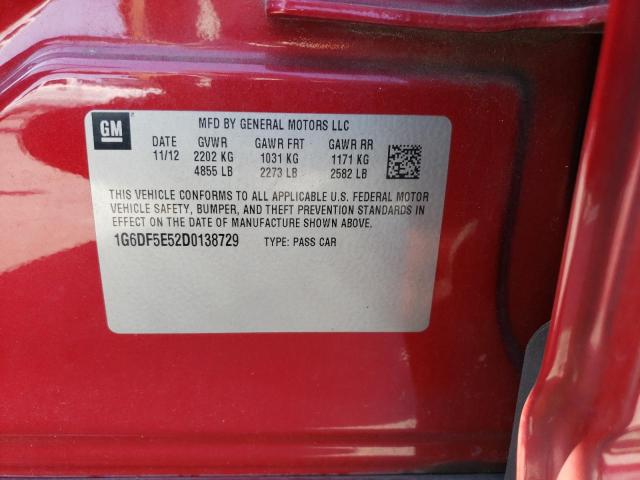 GM
MFD BY GENERAL MOTORS LLC
DATE GVWR GAWR FRT GAWR RR
11/12 2202 KG 1031 KG 1171 KG
4855 LB 2273 LB 2582 LB
THIS VEHICLE CONFORMS TO ALL APPLICABLE U.S. FEDERAL MOTOR
VEHICLE SAFETY, BUMPER, AND THEFT PREVENTION STANDARDS IN
EFFECT ON THE DATE OF MANUFACTURE SHOWN ABOVE.
1G6DF5E52D0138729 TYPE: PASS CAR